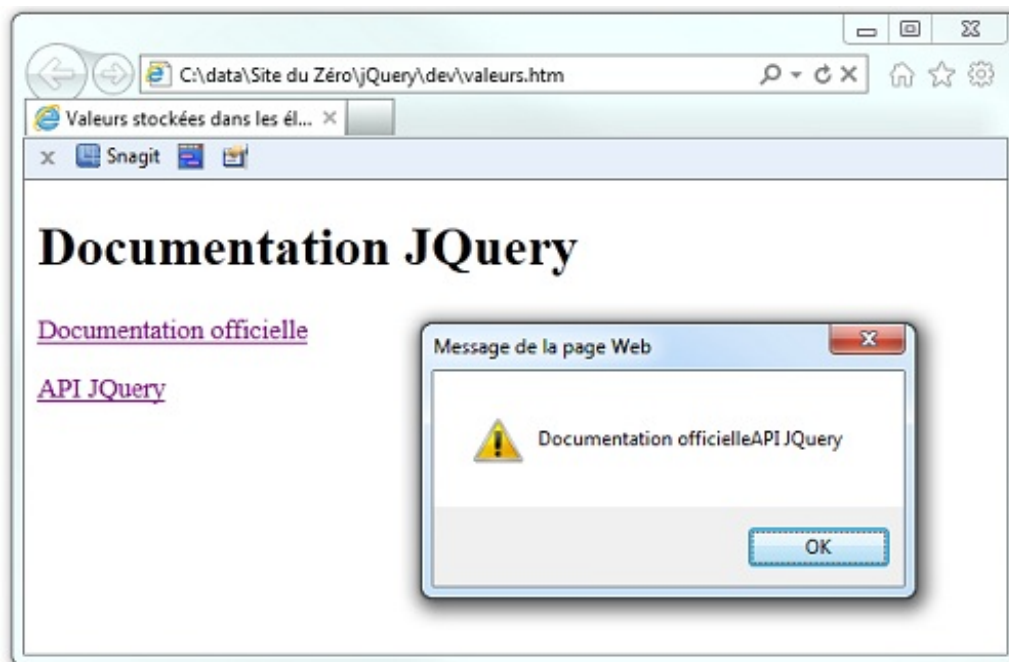 C:\data\Site du Zéro\jQuery\dev\valeurs.htm
Valeurs stockées dans les él...
Snagit
Documentation JQuery
Documentation officielle
API JQuery
Message de la page Web
Documentation officielleAPI JQuery
OK